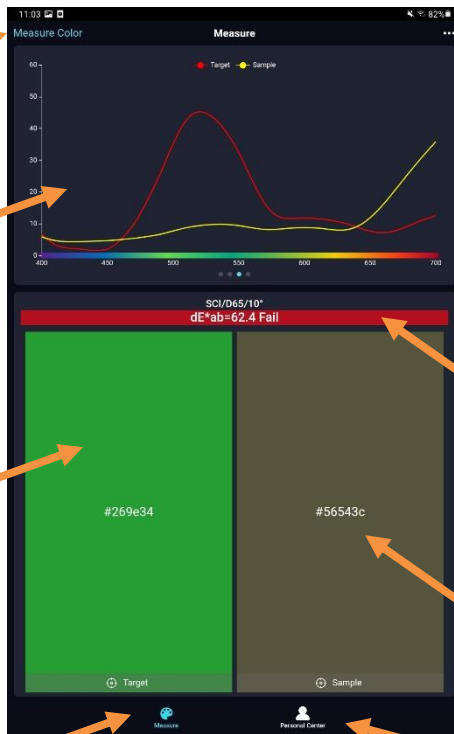 11:03 82%
Measure Color Measure
Target Sample
60
50
40
30
20
10
0
400 450 500 550 600 650 700
SCI/D65/10°
dE*ab=62.4 Fail
#269e34 #56543c
Target Sample
Measure Personal Center